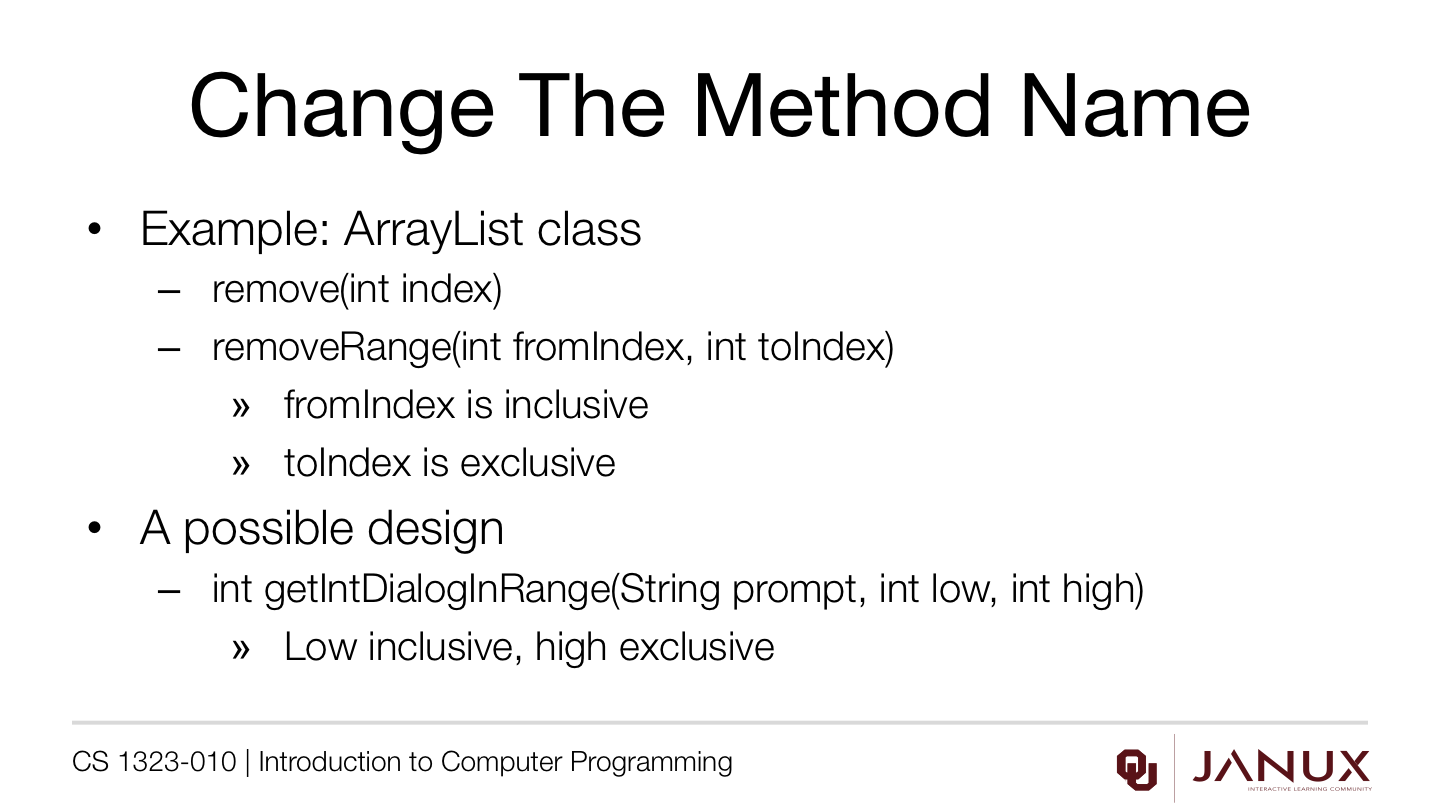 Change The Method Name
• Example: ArrayList class
– remove(int index)
– removeRange(int fromIndex, int toIndex)
» fromIndex is inclusive
» toIndex is exclusive
• A possible design
– int getIntDialogInRange(String prompt, int low, int high)
» Low inclusive, high exclusive
CS 1323-010 | Introduction to Computer Programming
OU
JANUX
INTERACTIVE LEARNING COMMUNITY